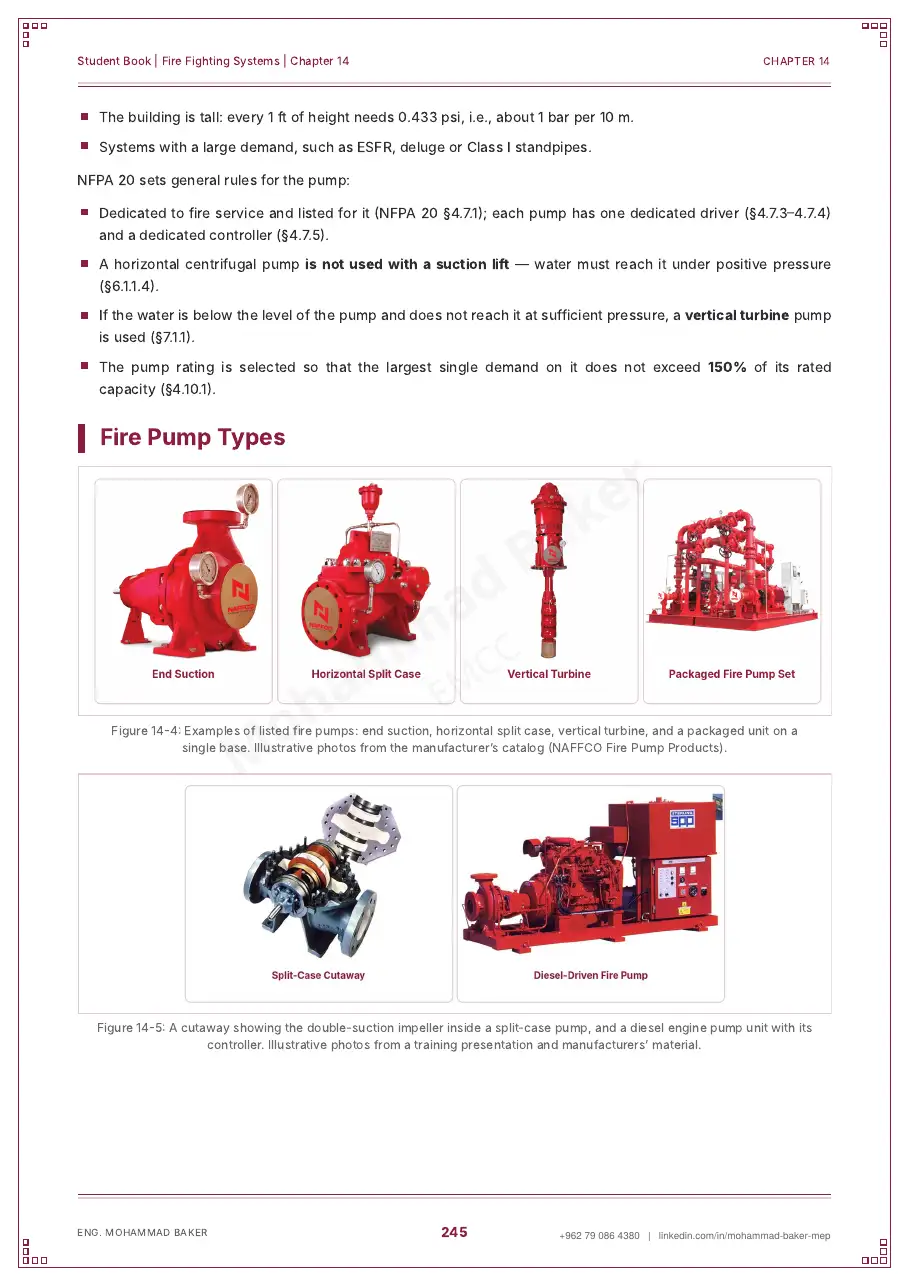 Student Book | Fire Fighting Systems | Chapter 14
CHAPTER 14
The building is tall: every 1 ft of height needs 0.433 psi, i.e., about 1 bar per 10 m.
Systems with a large demand, such as ESFR, deluge or Class I standpipes.
NFPA 20 sets general rules for the pump:
Dedicated to fire service and listed for it (NFPA 20 §4.7.1); each pump has one dedicated driver (§4.7.3–4.7.4)
and a dedicated controller (§4.7.5).
A horizontal centrifugal pump is not used with a suction lift — water must reach it under positive pressure
(§6.1.1.4).
If the water is below the level of the pump and does not reach it at sufficient pressure, a vertical turbine pump
is used (§7.1.1).
The pump rating is selected so that the largest single demand on it does not exceed 150% of its rated
capacity (§4.10.1).
Fire Pump Types
NAFFCO
NAFFCO
End Suction
Horizontal Split Case
Vertical Turbine
Packaged Fire Pump Set
Mohammad Baker
EMCC
Figure 14-4: Examples of listed fire pumps: end suction, horizontal split case, vertical turbine, and a packaged unit on a
single base. Illustrative photos from the manufacturer's catalog (NAFFCO Fire Pump Products).
spp
Split-Case Cutaway
Diesel-Driven Fire Pump
Figure 14-5: A cutaway showing the double-suction impeller inside a split-case pump, and a diesel engine pump unit with its
controller. Illustrative photos from a training presentation and manufacturers' material.
ENG. MOHAMMAD BAKER
245
+962 79 086 4380 | linkedin.com/in/mohammad-baker-mep